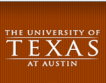 THE UNIVERSITY OF
TEXAS
AT AUSTIN